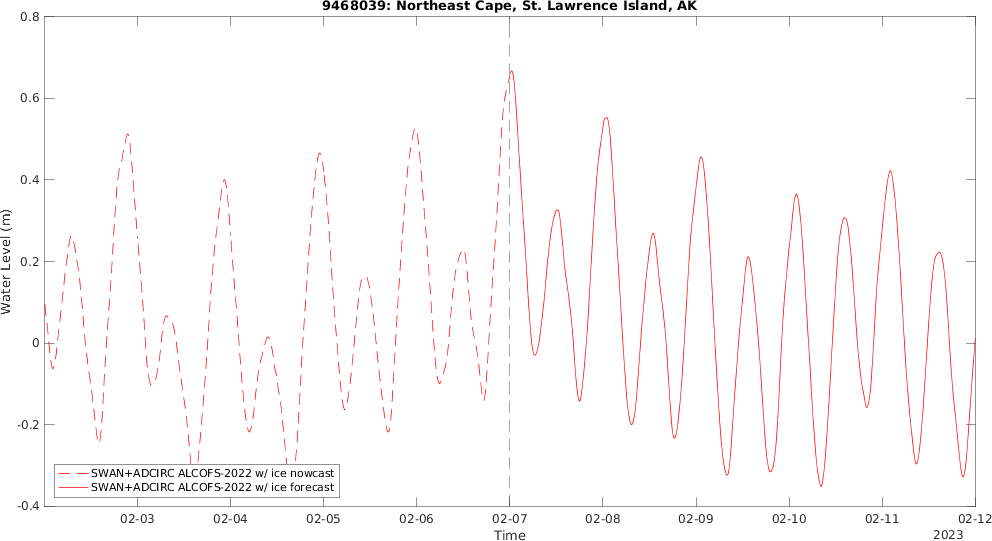 9468039: Northeast Cape, St. Lawrence Island, AK
0.8
0.6
0.4
0.2
0
-0.2
-0.4
Water Level (m)
SWAN+ADCIRC ALCOFS-2022 w/ ice nowcast
SWAN+ADCIRC ALCOFS-2022 w/ ice forecast
02-03 02-04 02-05 02-06 02-07 02-08 02-09 02-10 02-11 02-12
Time
2023